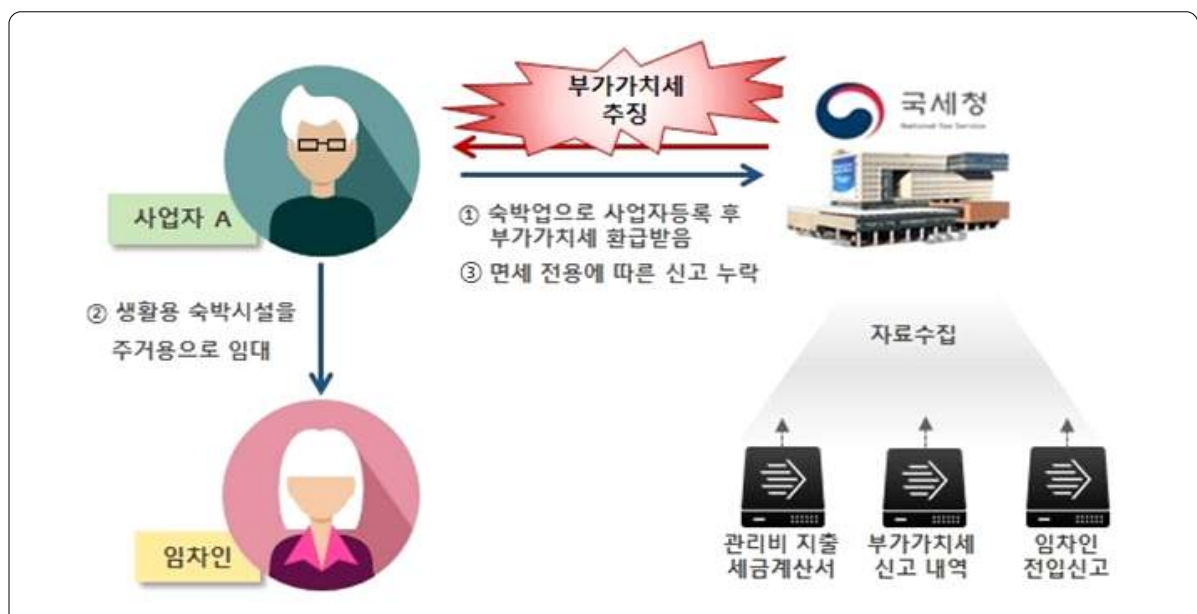 부가가치세
추징
국세청
National Tax Service
사업자 A
① 숙박업으로 사업자등록 후
부가가치세 환급받음
③ 면세 전용에 따른 신고 누락
② 생활용 숙박시설을
주거용으로 임대
자료수집
임차인
관리비 지출
세금계산서
부가가치세
신고 내역
임차인
전입신고